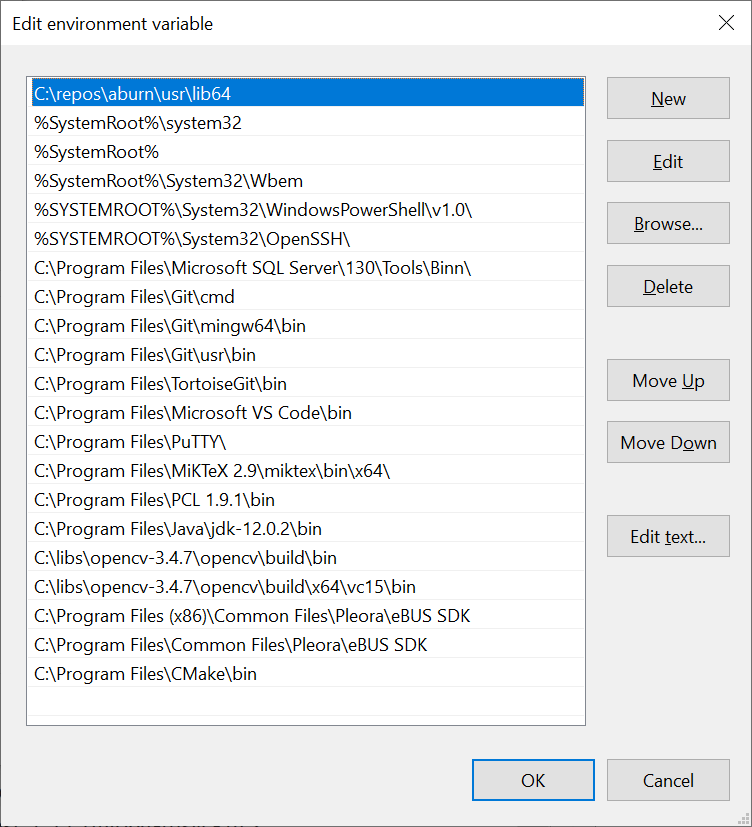 Edit environment variable
C:\repos\aburn\usr\lib64
New
%SystemRoot%\system32
%SystemRoot%
Edit
%SystemRoot%\System32\Wbem
%SYSTEMROOT%\System32\WindowsPowerShell\v1.0\
Browse...
%SYSTEMROOT%\System32\OpenSSH\
C:\Program Files\Microsoft SQL Server\130\Tools\Binn\
Delete
C:\Program Files\Git\cmd
C:\Program Files\Git\mingw64\bin
C:\Program Files\Git\usr\bin
C:\Program Files\TortoiseGit\bin
Move Up
C:\Program Files\Microsoft VS Code\bin
C:\Program Files\PuTTY\
Move Down
C:\Program Files\MiKTeX 2.9\miktex\bin\x64\
C:\Program Files\PCL 1.9.1\bin
C:\Program Files\Java\jdk-12.0.2\bin
Edit text...
C:\libs\opencv-3.4.7\opencv\build\bin
C:\libs\opencv-3.4.7\opencv\build\x64\vc15\bin
C:\Program Files (x86)\Common Files\Pleora\eBUS SDK
C:\Program Files\Common Files\Pleora\eBUS SDK
C:\Program Files\CMake\bin
OK
Cancel